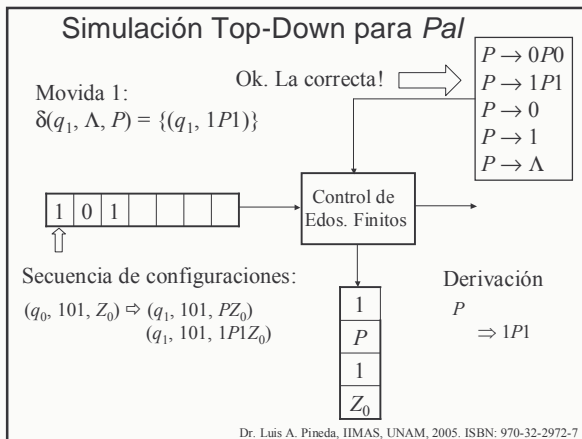 Simulación Top-Down para Pal
Ok. La correcta!
P → 0P0
P → 1P1
P → 0
P → 1
P → Λ
Movida 1:
δ(q₁, Λ, P) = {(q₁, 1P1)}
1 0 1
Control de
Edos. Finitos
Secuencia de configuraciones:
(q₀, 101, Z₀) ⇨ (q₁, 101, PZ₀)
(q₁, 101, 1P1Z₀)
1
P
1
Z₀
Derivación
P
⇒ 1P1
Dr. Luis A. Pineda, IIMAS, UNAM, 2005. ISBN: 970-32-2972-7